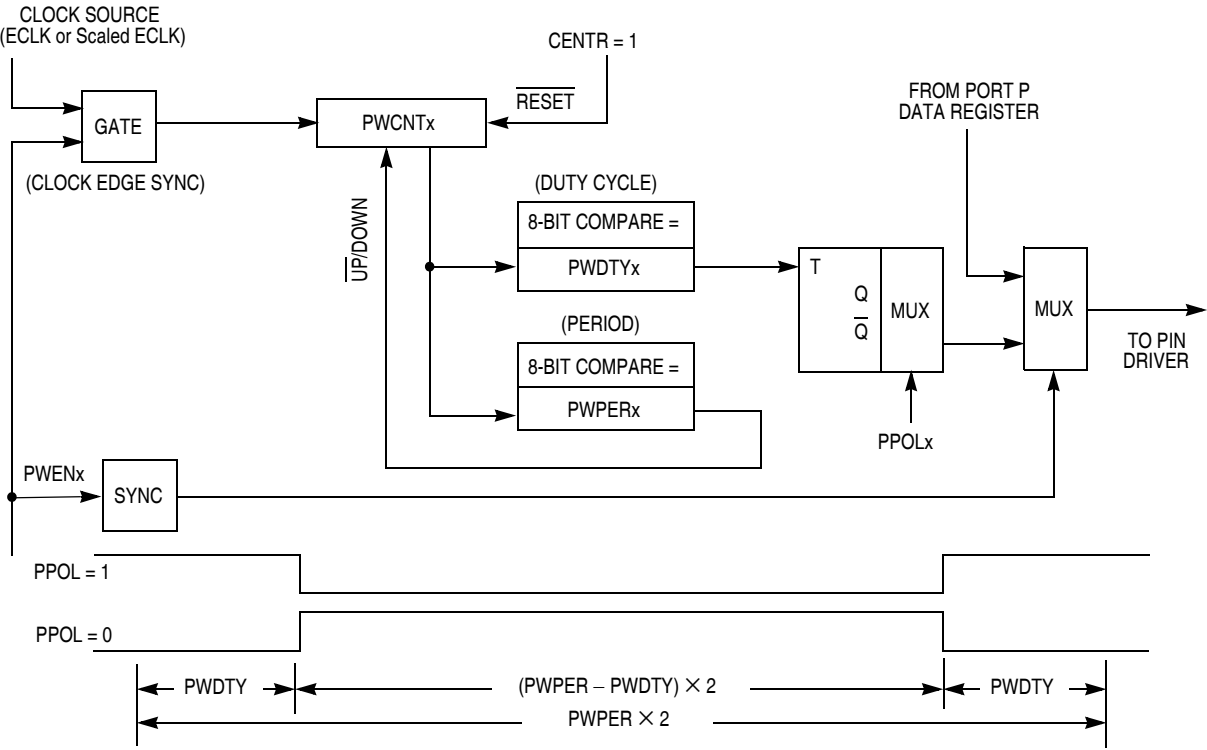 CLOCK SOURCE
(ECLK or Scaled ECLK)
CENTR = 1
RESET
FROM PORT P
DATA REGISTER
GATE
PWCNTx
(CLOCK EDGE SYNC)
(DUTY CYCLE)
8-BIT COMPARE =
PWDTYx
UP/DOWN
T
Q
Q
MUX
MUX
(PERIOD)
8-BIT COMPARE =
PWPERx
TO PIN
DRIVER
PPOLx
PWENx
SYNC
PPOL = 1
PPOL = 0
PWDTY
(PWPER – PWDTY) × 2
PWDTY
PWPER × 2